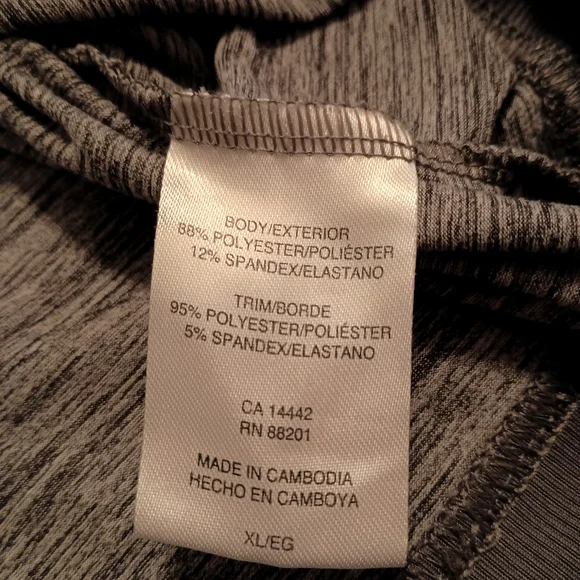 BODY/EXTERIOR
88% POLYESTER/POLIÉSTER
12% SPANDEX/ELASTANO
TRIM/BORDE
95% POLYESTER/POLIÉSTER
5% SPANDEX/ELASTANO
CA 14442
RN 88201
MADE IN CAMBODIA
HECHO EN CAMBOYA
XL/EG